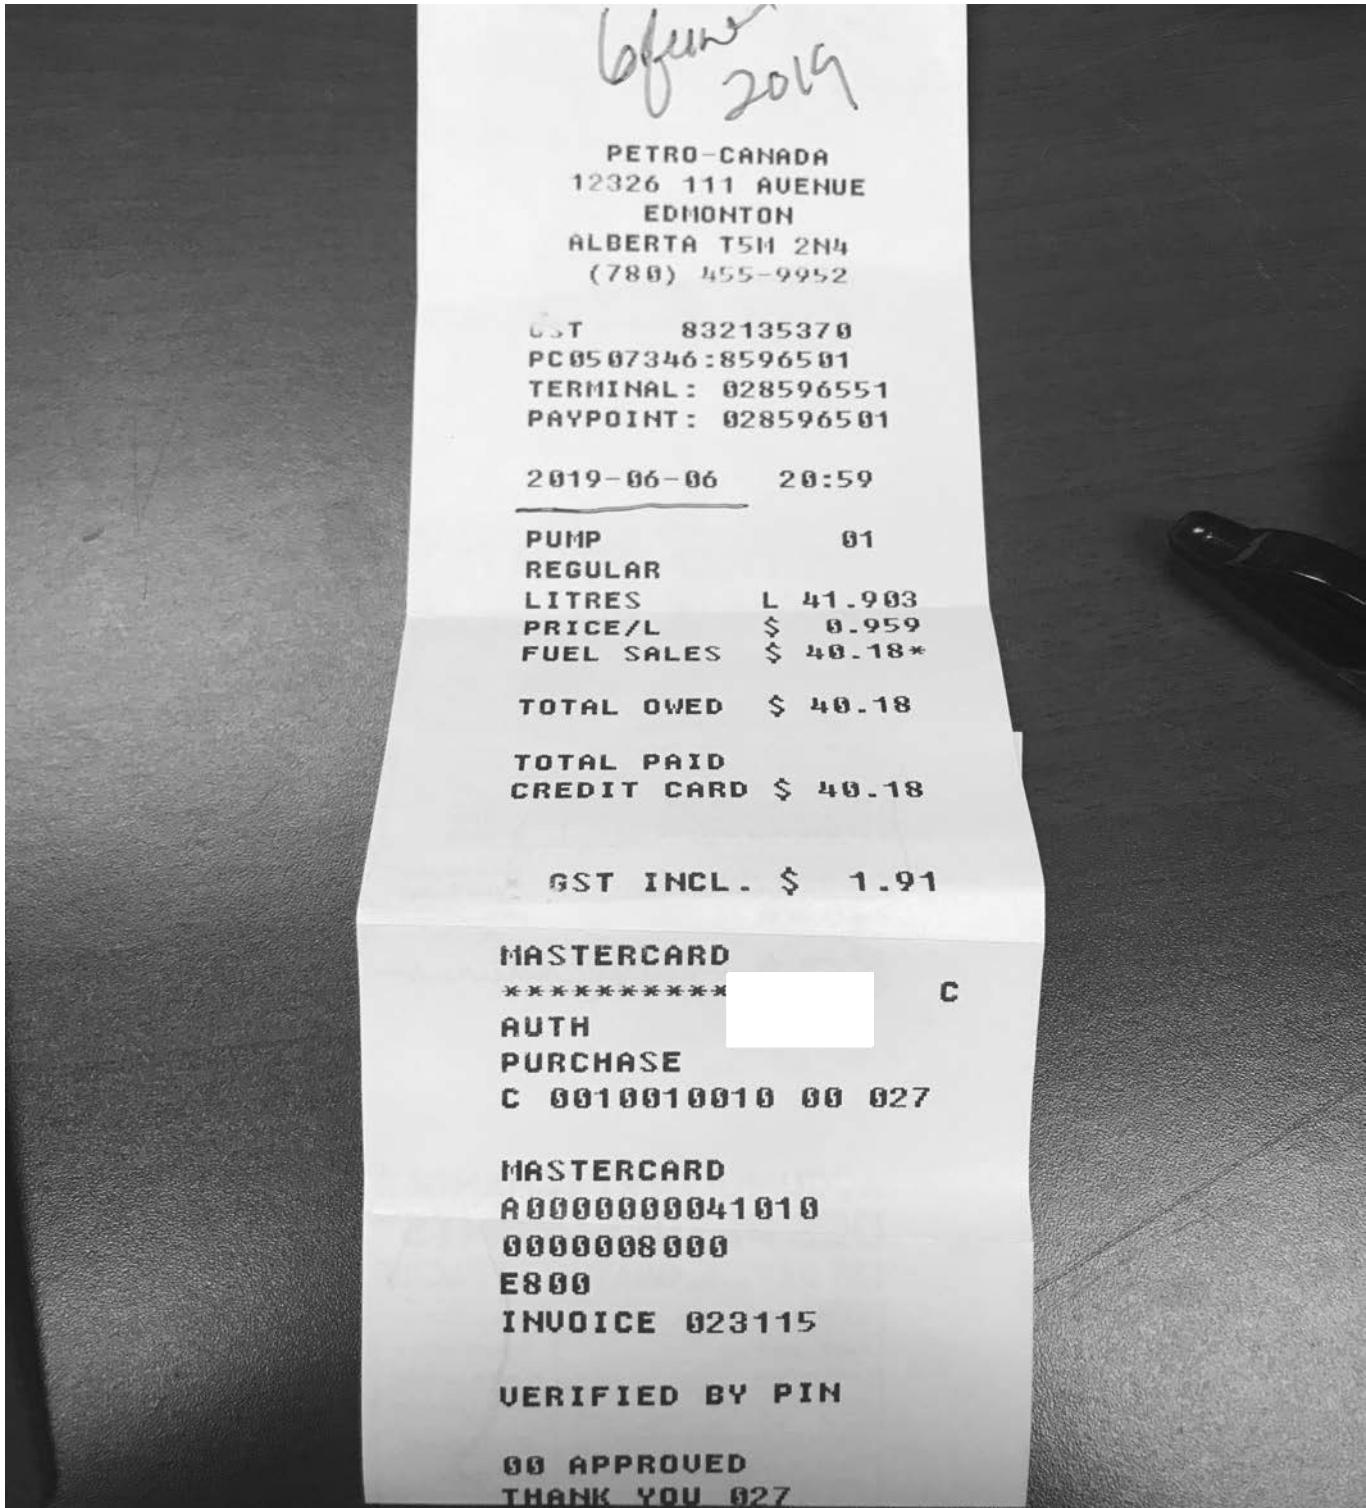 6 June
2019
PETRO-CANADA
12326 111 AVENUE
EDMONTON
ALBERTA T5M 2N4
(780) 455-9952
GST 832135370
PC0507346:8596501
TERMINAL: 028596551
PAYPOINT: 028596501
2019-06-06 20:59
PUMP 01
REGULAR
LITRES L 41.903
PRICE/L $ 0.959
FUEL SALES $ 40.18*
TOTAL OWED $ 40.18
TOTAL PAID
CREDIT CARD $ 40.18
GST INCL. $ 1.91
MASTERCARD
********** C
AUTH
PURCHASE
C 0010010010 00 027
MASTERCARD
A0000000041010
0000008000
E800
INVOICE 023115
VERIFIED BY PIN
00 APPROVED
THANK YOU 027